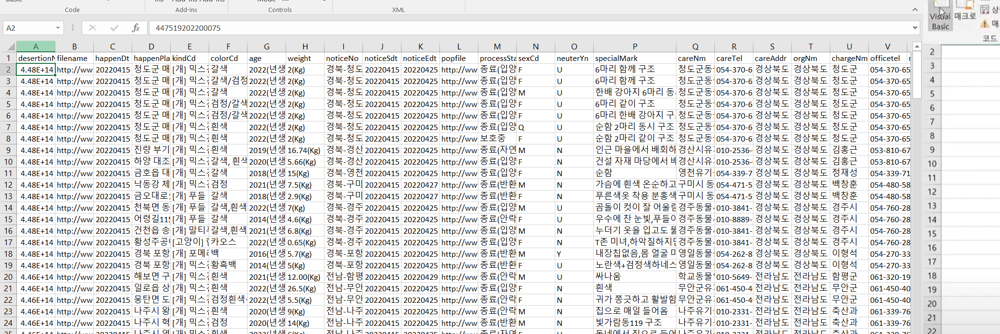 Code Add-Ins Controls XML
A2 fx 447519202200075
A B C D E F G H I J K L M N O P Q R S T U V
1 desertionN filename happenDt happenPla kindCd colorCd age weight noticeNo noticeSdt noticeEdt popfile processSta sexCd neuterYn specialMark careNm careTel careAddr orgNm chargeNm officetel
2 4.48E+14 http://ww 20220415 청도군 매 [개] 믹스 갈색 2022(년생 2(Kg) 경북-청도 20220415 20220425 http://ww 종료(입양 F U 6마리 함께 구조 청도군동 054-370-6 경상북도 경상북도 청도군 054-370-65
3 4.48E+14 http://ww 20220415 청도군 매 [개] 믹스 갈색/검정 2022(년생 2(Kg) 경북-청도 20220415 20220425 http://ww 종료(입양 F U 6마리 함께 구조 청도군동 054-370-6 경상북도 경상북도 청도군 054-370-65
4 4.48E+14 http://ww 20220415 청도군 매 [개] 믹스 갈색 2022(년생 2(Kg) 경북-청도 20220415 20220425 http://ww 종료(입양 M U 한배 강아지 6마리 동 청도군동 054-370-6 경상북도 경상북도 청도군 054-370-65
5 4.48E+14 http://ww 20220415 청도군 매 [개] 믹스 검정/갈색 2022(년생 2(Kg) 경북-청도 20220415 20220425 http://ww 종료(입양 F U 6마리 같이 구조 청도군동 054-370-6 경상북도 경상북도 청도군 054-370-65
6 4.48E+14 http://ww 20220415 청도군 매 [개] 믹스 검정/갈색 2022(년생 2(Kg) 경북-청도 20220415 20220425 http://ww 종료(입양 F U 6마리 한배 강아지 구 청도군동 054-370-6 경상북도 경상북도 청도군 054-370-65
7 4.48E+14 http://ww 20220415 청도군 매 [개] 믹스 흰색 2022(년생 2(Kg) 경북-청도 20220415 20220425 http://ww 종료(입양 Q U 순함 2마리 동시 구조 청도군동 054-370-6 경상북도 경상북도 청도군 054-370-65
8 4.48E+14 http://ww 20220415 청도군 매 [개] 믹스 흰색 2022(년생 2(Kg) 경북-청도 20220415 20220425 http://ww 보호중 F U 순함 2마리 같이 구조 청도군동 054-370-6 경상북도 경상북도 청도군 054-370-65
9 4.48E+14 http://ww 20220415 진량 부기 [개] 믹스 흰색 2019(년생 16.74(Kg) 경북-경산 20220415 20220425 http://ww 종료(자연 M N 인근 마을에서 배회하 경산시유 010-2536- 경상북도 경상북도 김홍근 053-810-67
10 4.48E+14 http://ww 20220415 하양 대조 [개] 믹스 갈색, 흰색 2020(년생 5.66(Kg) 경북-경산 20220415 20220425 http://ww 종료(입양 F N 건설 자재 마당에서 배 경산시유 010-2536- 경상북도 경상북도 김홍근 053-810-67
11 4.48E+14 http://ww 20220415 금호읍 대 [개] 믹스 갈색 2018(년생 15(Kg) 경북-영천 20220415 20220425 http://ww 종료(입양 F N 순함 영천유기 054-339-7 경상북도 경상북도 정재성 054-339-71
12 4.48E+14 http://ww 20220415 낙동강 체 [개] 믹스 검정 2021(년생 7.5(Kg) 경북-구미 20220415 20220425 http://ww 종료(반환 M N 가슴에 흰색 온순하고 구미시 동 054-471-5 경상북도 경상북도 백창훈 054-480-58
13 4.48E+14 http://ww 20220415 금오대로 [개] 푸들 갈색 2018(년생 2.9(Kg) 경북-구미 20220415 20220427 http://ww 종료(반환 F N 푸른색옷 착용 분홍색 구미시 동 054-471-5 경상북도 경상북도 백창훈 054-480-58
14 4.48E+14 http://ww 20220415 천북면 동 [개] 푸들 갈색,흰색 2022(년생 7(Kg) 경북-경주 20220415 20220425 http://ww 종료(입양 M U 곰돌이 컷이 잘 어울림 경주동물 010-3841- 경상북도 경상북도 경주시 054-760-28
15 4.48E+14 http://ww 20220415 어령길115 [개] 푸들 갈색 2014(년생 4.6(Kg) 경북-경주 20220415 20220425 http://ww 종료(안락 F U 우수에 찬 눈빛,푸들이 경주동물 010-8889- 경상북도 경상북도 경주시 054-760-28
16 4.48E+14 http://ww 20220415 건천읍 송 [개] 말티 갈색,흰색 2021(년생 6.8(Kg) 경북-경주 20220415 20220425 http://ww 종료(입양 M N 누더기 옷을 입고도 뚫 경주동물 010-3841- 경상북도 경상북도 경주시 054-760-28
17 4.48E+14 http://ww 20220415 황성주공 [고양이] 카오스 2022(년생 0.65(Kg) 경북-경주 20220415 20220425 http://ww 종료(입양 F N T존 미녀,하악질하지만 경주동물 010-3841- 경상북도 경상북도 경주시 054-760-28
18 4.48E+14 http://ww 20220415 경북 포항 [개] 포메 백 2016(년생 5.7(Kg) 경북-포항 20220415 20220425 http://ww 종료(반환 M Y 내장칩없음,몸 얼굴 미 영일동물 054-262-8 경상북도 경상북도 이형석 054-270-33
19 4.48E+14 http://ww 20220415 경북 포항 [개] 믹스 황흑백 2014(년생 5(Kg) 경북-포항 20220415 20220425 http://ww 종료(반환 F U 노란색+검정색하네스 영일동물 054-262-8 경상북도 경상북도 이형석 054-270-33
20 4.46E+14 http://ww 20220415 해보면 구 [개] 믹스 흰색 2021(년생 12.00(Kg) 전남-함평 20220415 20220429 http://ww 종료(안락 M U 싸나움 학교동물 010-5649- 전라남도 전라남도 함평군 061-320-19
21 4.46E+14 http://ww 20220415 일로읍 상 [개] 믹스 흰색 2022(년생 26.5(Kg) 전남-무안 20220415 20220425 http://ww 종료(입양 F N 흰색 무안군유 061-450-4 전라남도 전라남도 무안군 061-450-40
22 4.46E+14 http://ww 20220415 몽탄면 도 [개] 믹스 검정흰색 2022(년생 5.5(Kg) 전남-무안 20220415 20220425 http://ww 종료(안락 F N 귀가 쫑긋하고 활발함 무안군유 061-450-4 전라남도 전라남도 무안군 061-450-40
23 4.46E+14 http://ww 20220415 나주시 왕 [개] 믹스 흰색 2020(년생 9(Kg) 전남-나주 20220415 20220425 http://ww 종료(안락 M N 집으로 매일 들어옴 나주유기 010-2331- 전라남도 전라남도 축산과 061-339-76
24 4.46E+14 http://ww 20220415 나주시 혁 [개] 믹스 검정 2020(년생 14(Kg) 전남-나주 20220415 20220425 http://ww 종료(반환 M N 빛가람동119 구조 나주유기 010-2331- 전라남도 전라남도 축산과 061-339-76
Visual Basic 매크로
코드
2
3
4
5
6
7
8
9
10
11
12
13
14
15
16
17
18
19
20
21
22